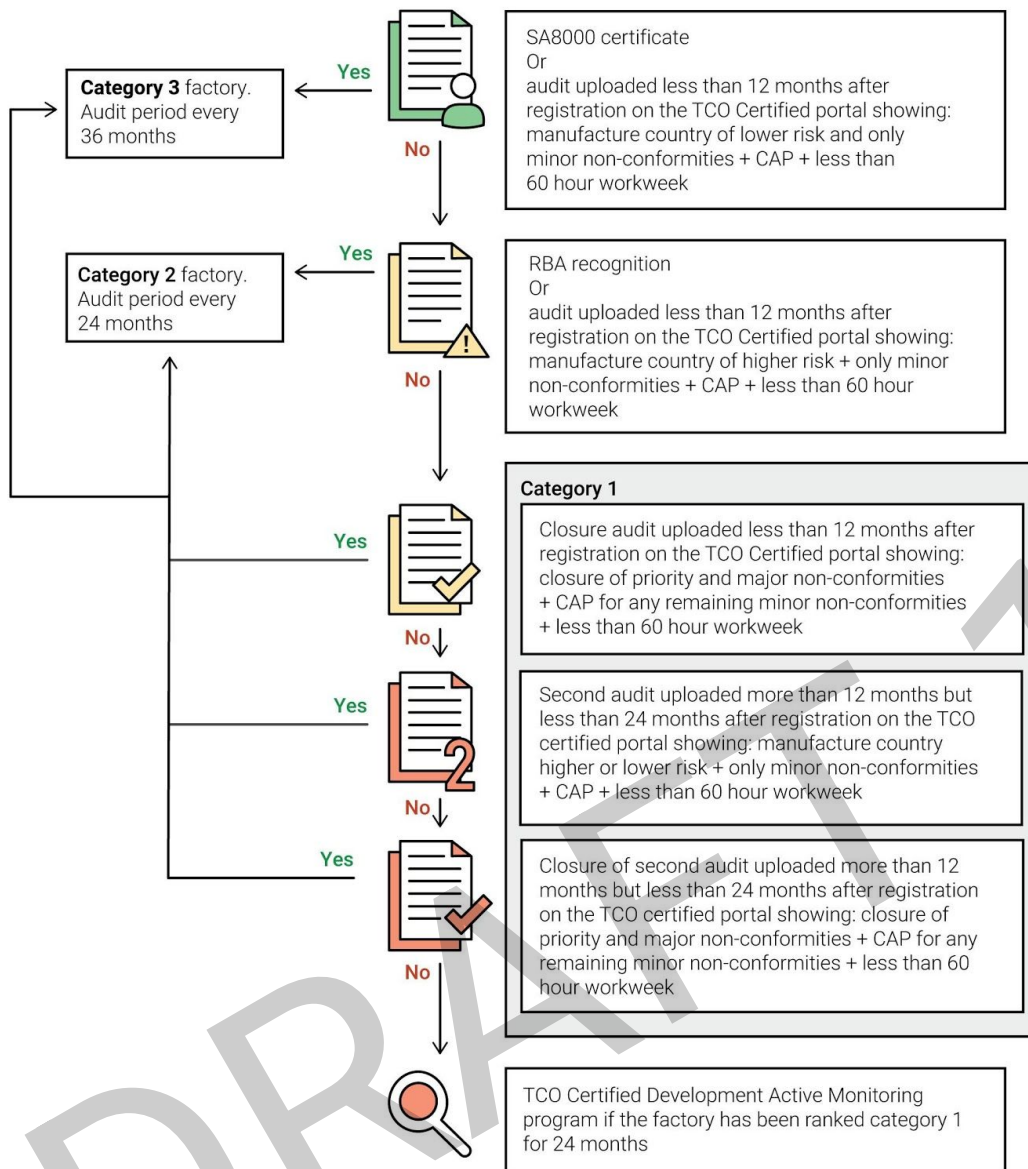 SA8000 certificate
Or
audit uploaded less than 12 months after
registration on the TCO Certified portal showing:
manufacture country of lower risk and only
minor non-conformities + CAP + less than
60 hour workweek
Yes
Category 3 factory.
Audit period every
36 months
No
RBA recognition
Or
audit uploaded less than 12 months after
registration on the TCO Certified portal showing:
manufacture country of higher risk + only minor
non-conformities + CAP + less than 60 hour
workweek
Yes
Category 2 factory.
Audit period every
24 months
!
No
Category 1
Closure audit uploaded less than 12 months after
registration on the TCO Certified portal showing:
closure of priority and major non-conformities
+ CAP for any remaining minor non-conformities
+ less than 60 hour workweek
Yes
No
Second audit uploaded more than 12 months but
less than 24 months after registration on the TCO
certified portal showing: manufacture country
higher or lower risk + only minor non-conformities
+ CAP + less than 60 hour workweek
Yes
2
No
Closure of second audit uploaded more than 12
months but less than 24 months after registration
on the TCO certified portal showing: closure of
priority and major non-conformities + CAP for any
remaining minor non-conformities + less than 60
hour workweek
Yes
No
TCO Certified Development Active Monitoring
program if the factory has been ranked category 1
for 24 months
DRAFT